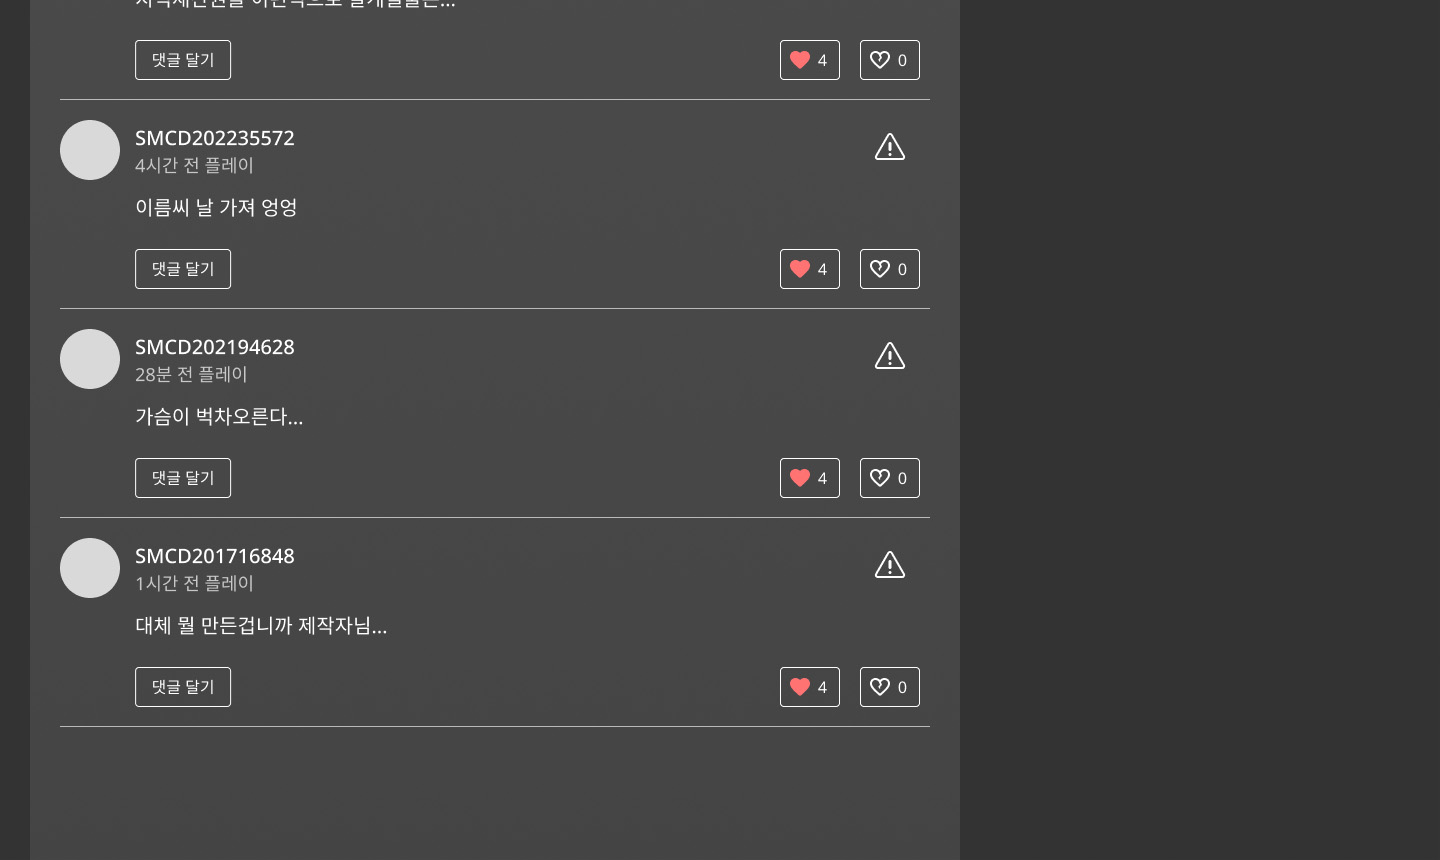 댓글 달기
4
0
SMCD202235572
4시간 전 플레이
이름씨 날 가져 엉엉
댓글 달기
4
0
SMCD202194628
28분 전 플레이
가슴이 벅차오른다...
댓글 달기
4
0
SMCD201716848
1시간 전 플레이
대체 뭘 만든겁니까 제작자님...
댓글 달기
4
0